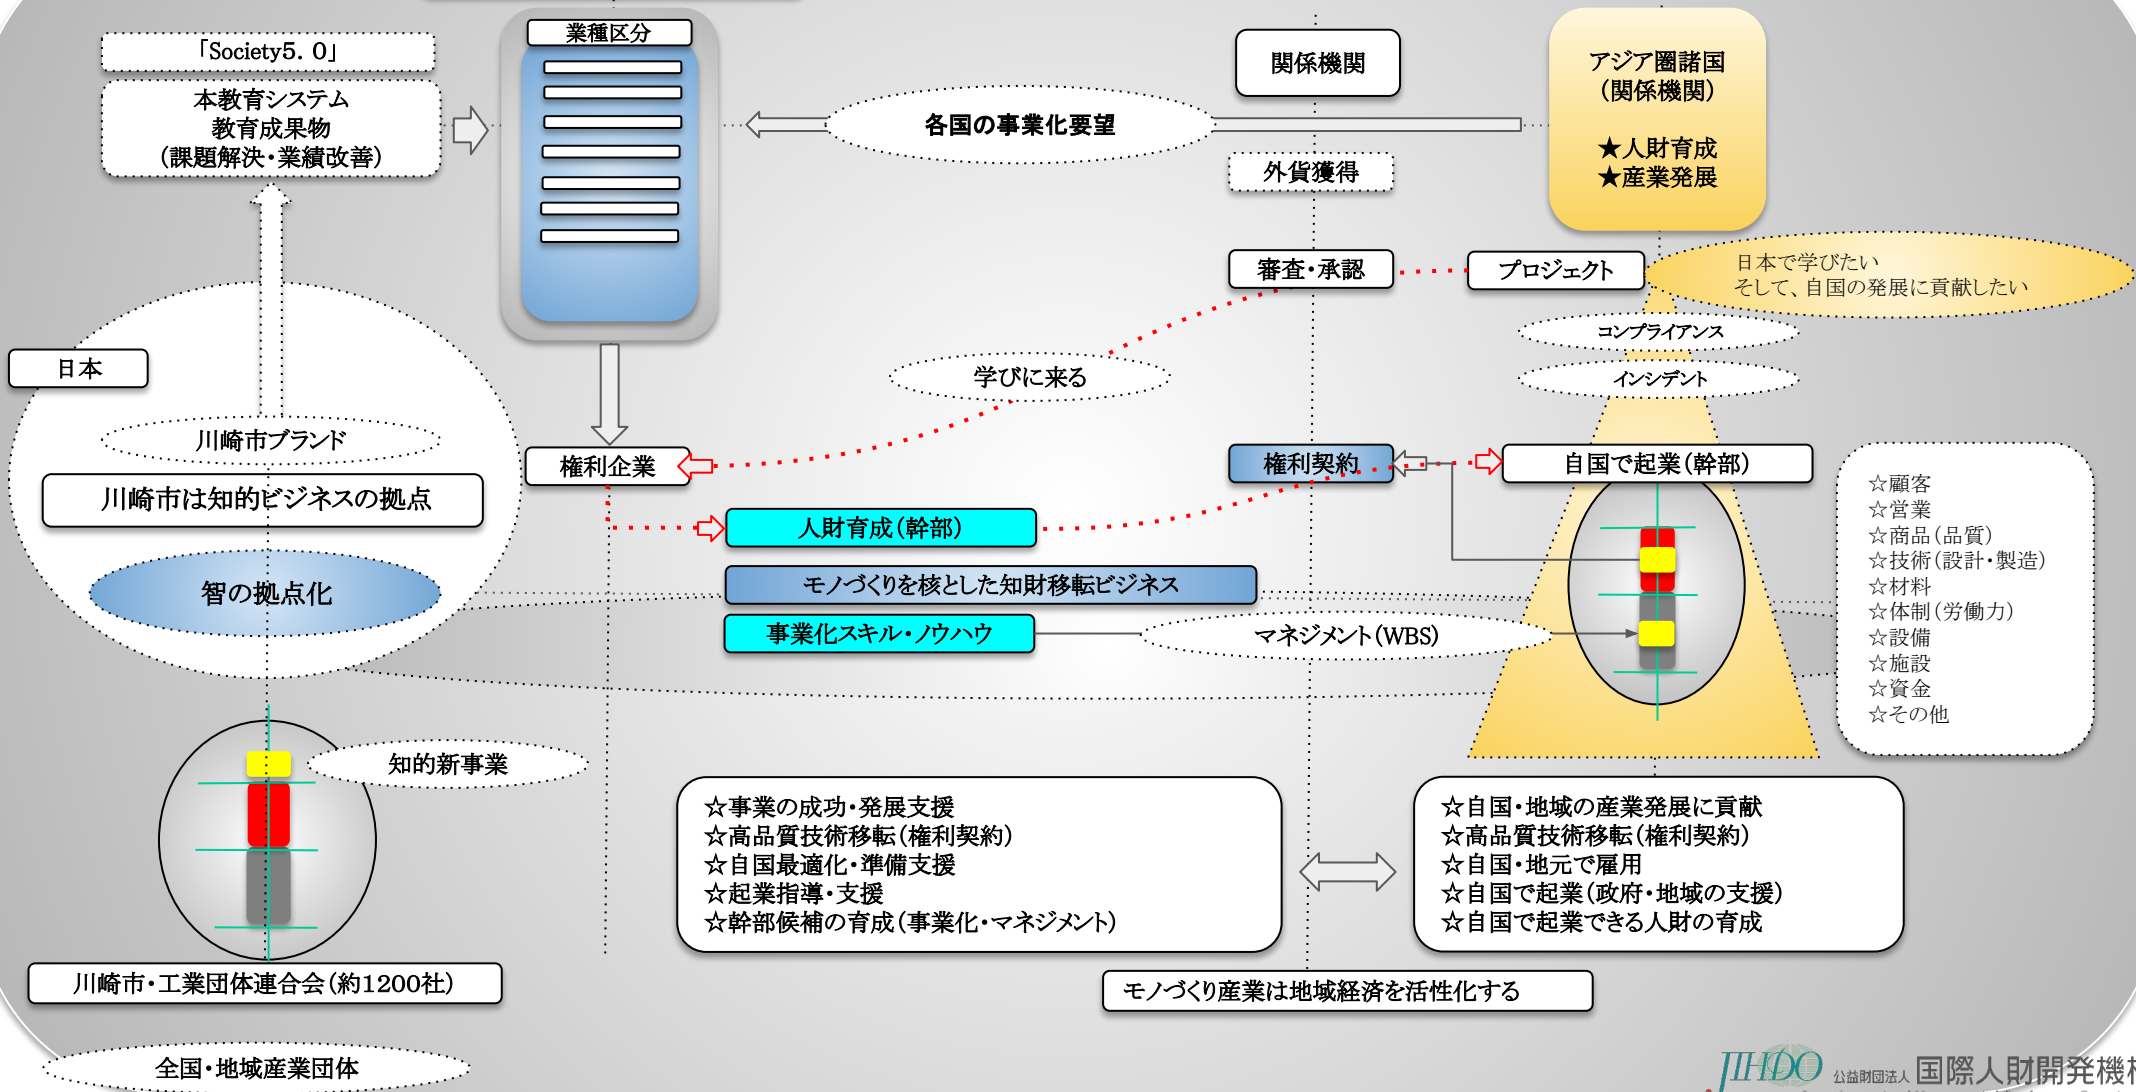 「Society5．0」
本教育システム
教育成果物
（課題解決・業績改善）
業種区分
関係機関
アジア圏諸国
（関係機関）
★人財育成
★産業発展
各国の事業化要望
外貨獲得
審査・承認
プロジェクト
日本で学びたい
そして、自国の発展に貢献したい
コンプライアンス
インシデント
日本
学びに来る
川崎市ブランド
川崎市は知的ビジネスの拠点
智の拠点化
権利企業
権利契約
自国で起業（幹部）
人財育成（幹部）
モノづくりを核とした知財移転ビジネス
事業化スキル・ノウハウ
マネジメント（WBS）
☆顧客
☆営業
☆商品（品質）
☆技術（設計・製造）
☆材料
☆体制（労働力）
☆設備
☆施設
☆資金
☆その他
知的新事業
☆事業の成功・発展支援
☆高品質技術移転（権利契約）
☆自国最適化・準備支援
☆起業指導・支援
☆幹部候補の育成（事業化・マネジメント）
☆自国・地域の産業発展に貢献
☆高品質技術移転（権利契約）
☆自国・地元で雇用
☆自国で起業（政府・地域の支援）
☆自国で起業できる人財の育成
川崎市・工業団体連合会（約1200社）
モノづくり産業は地域経済を活性化する
全国・地域産業団体
JIHDO 公益財団法人 国際人財開発機